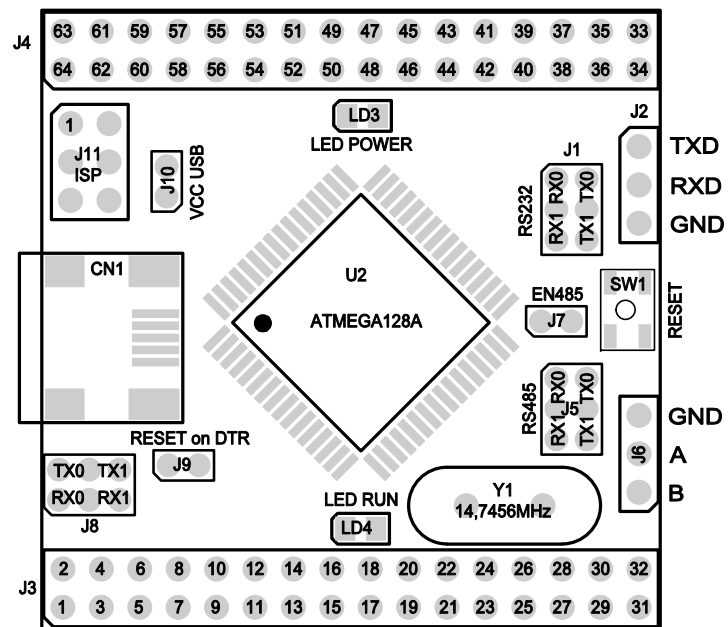 63 61 59 57 55 53 51 49 47 45 43 41 39 37 35 33
J4
64 62 60 58 56 54 52 50 48 46 44 42 40 38 36 34
1
J11
ISP
J10
VCC USB
LD3
LED POWER
J1
RS232
RX0 TX0
RX1 TX1
J2
TXD
RXD
GND
CN1
U2
ATMEGA128A
EN485
J7
SW1
RESET
RS485
RX0 TX0
J5
RX1 TX1
GND
J6
A
B
RESET on DTR
J9
TX0 TX1
RX0 RX1
J8
LED RUN
LD4
Y1
14,7456MHz
2 4 6 8 10 12 14 16 18 20 22 24 26 28 30 32
J3
1 3 5 7 9 11 13 15 17 19 21 23 25 27 29 31